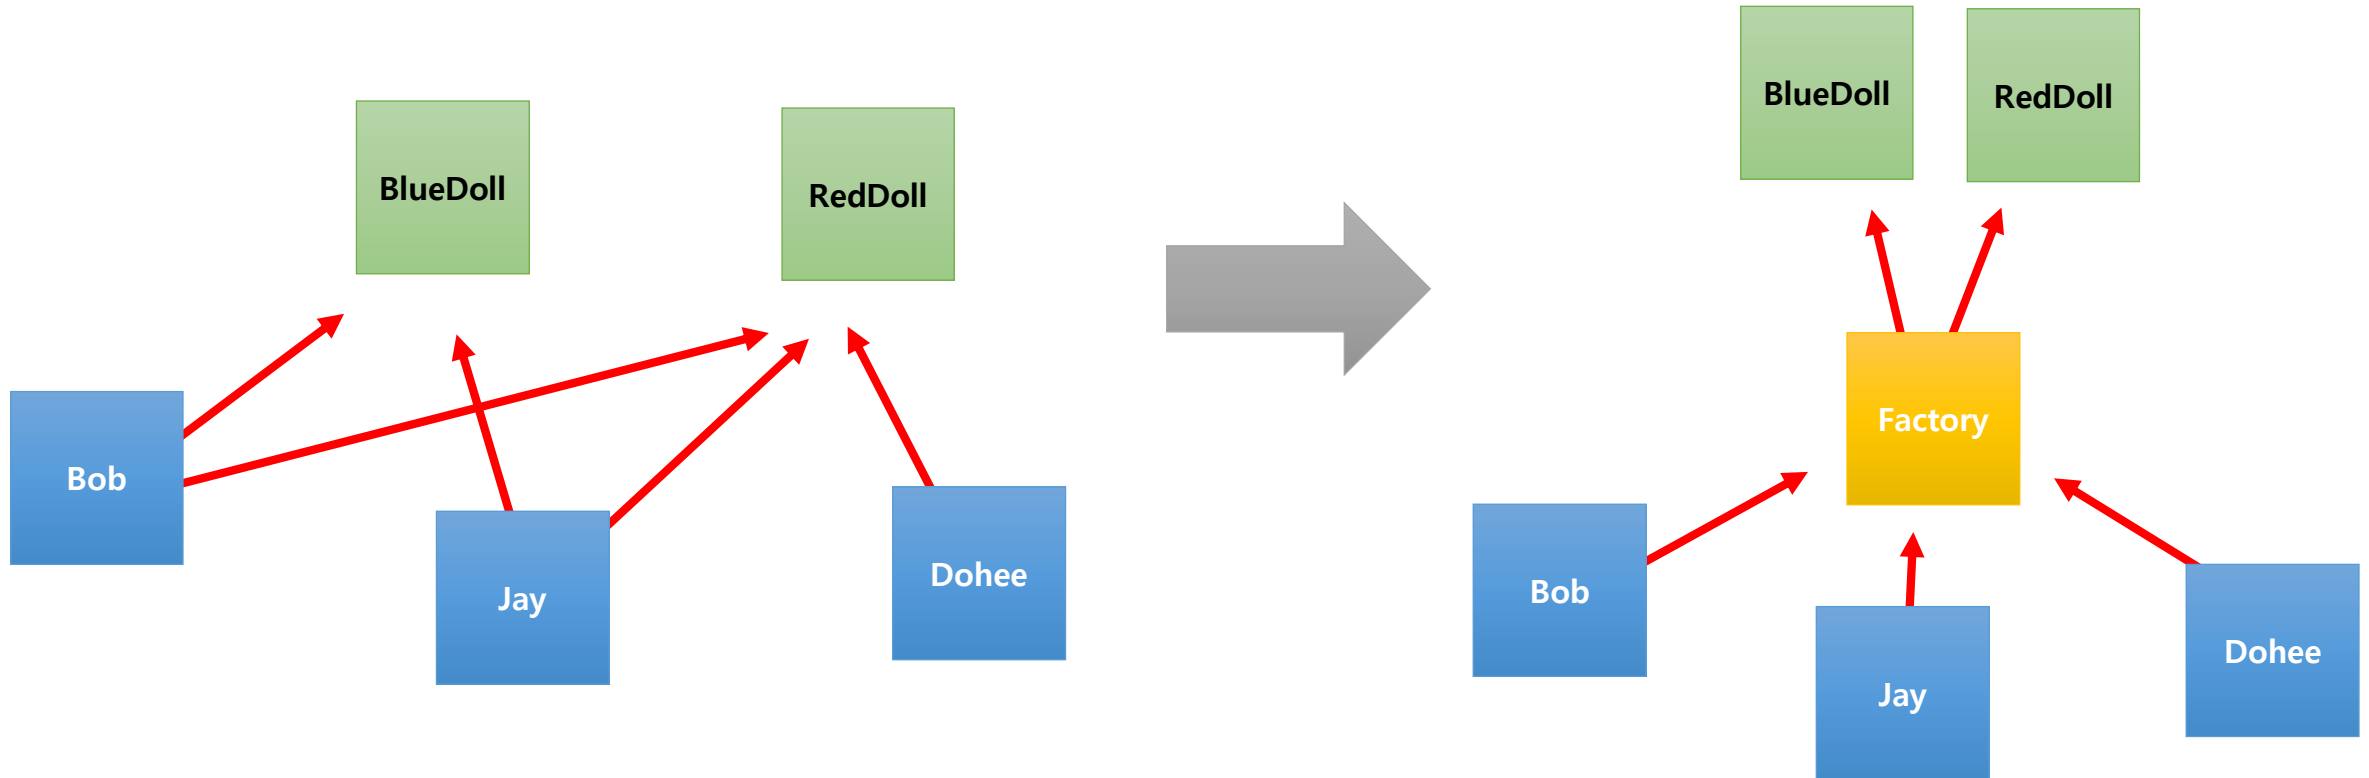 BlueDoll
RedDoll
Bob
Jay
Dohee
BlueDoll
RedDoll
Factory
Bob
Jay
Dohee